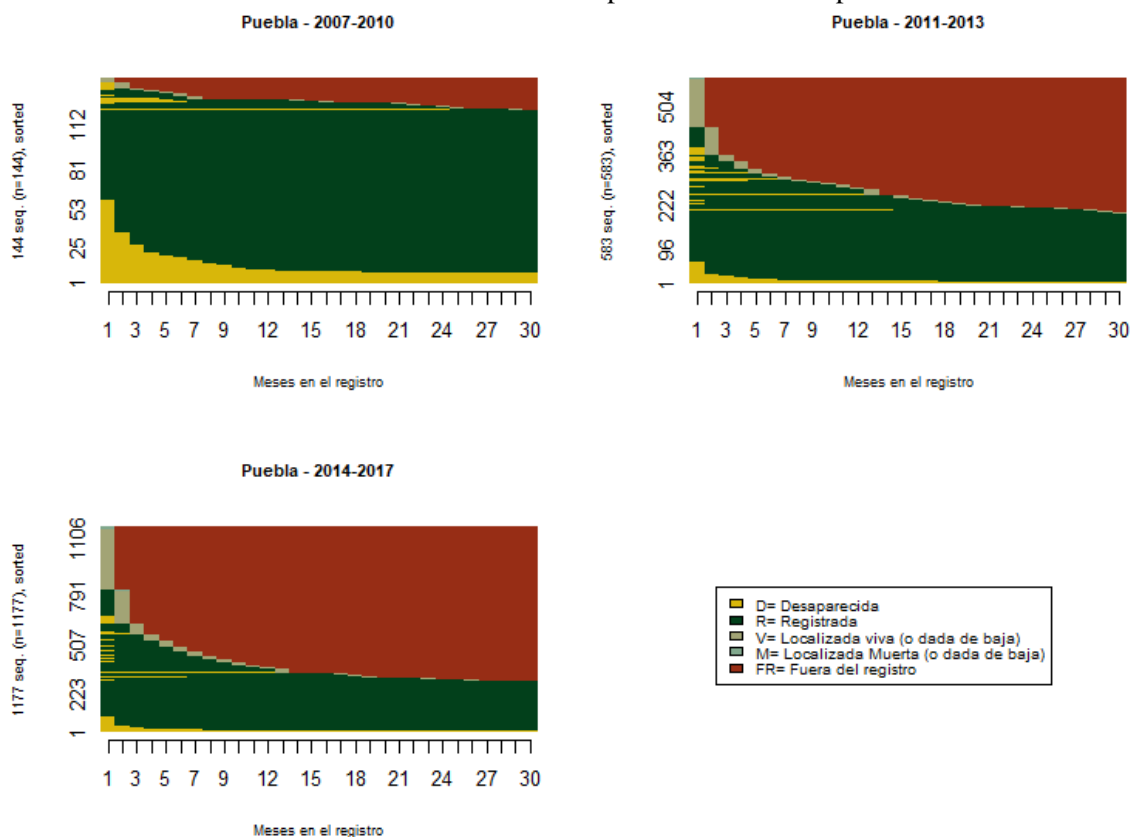 Puebla - 2007-2010
144 seq. (n=144), sorted
1 25 53 81 112
1 3 5 7 9 12 15 18 21 24 27 30
Meses en el registro
Puebla - 2011-2013
583 seq. (n=583), sorted
1 96 222 363 504
1 3 5 7 9 12 15 18 21 24 27 30
Meses en el registro
Puebla - 2014-2017
1177 seq. (n=1177), sorted
1 223 507 791 1106
1 3 5 7 9 12 15 18 21 24 27 30
Meses en el registro
D= Desaparecida
R= Registrada
V= Localizada viva (o dada de baja)
M= Localizada Muerta (o dada de baja)
FR= Fuera del registro